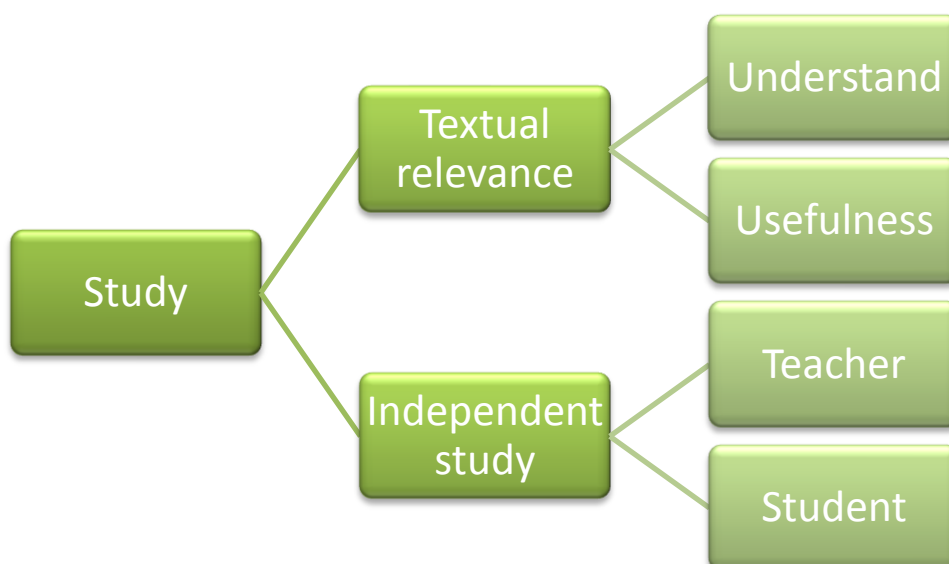 Study
Textual
relevance
Understand
Usefulness
Independent
study
Teacher
Student